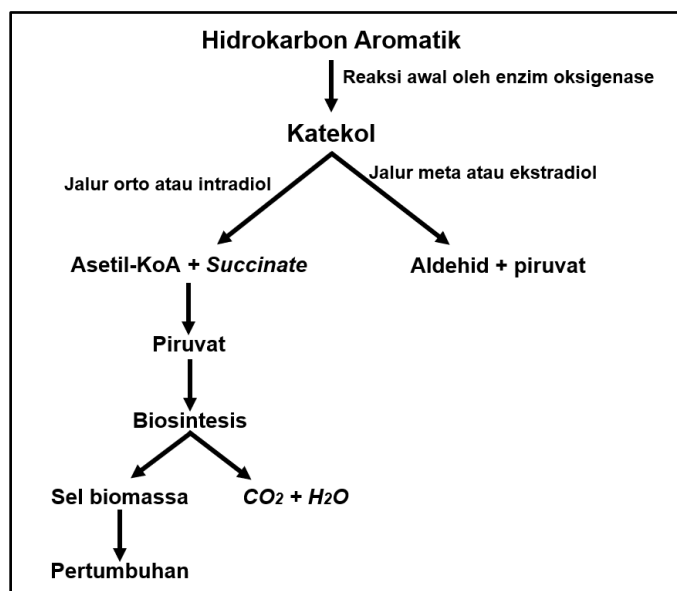 Hidrokarbon Aromatik
Reaksi awal oleh enzim oksigenase
Katekol
Jalur orto atau intradiol
Jalur meta atau ekstradiol
Asetil-KoA + Succinate
Aldehid + piruvat
Piruvat
Biosintesis
Sel biomassa
CO2 + H2O
Pertumbuhan